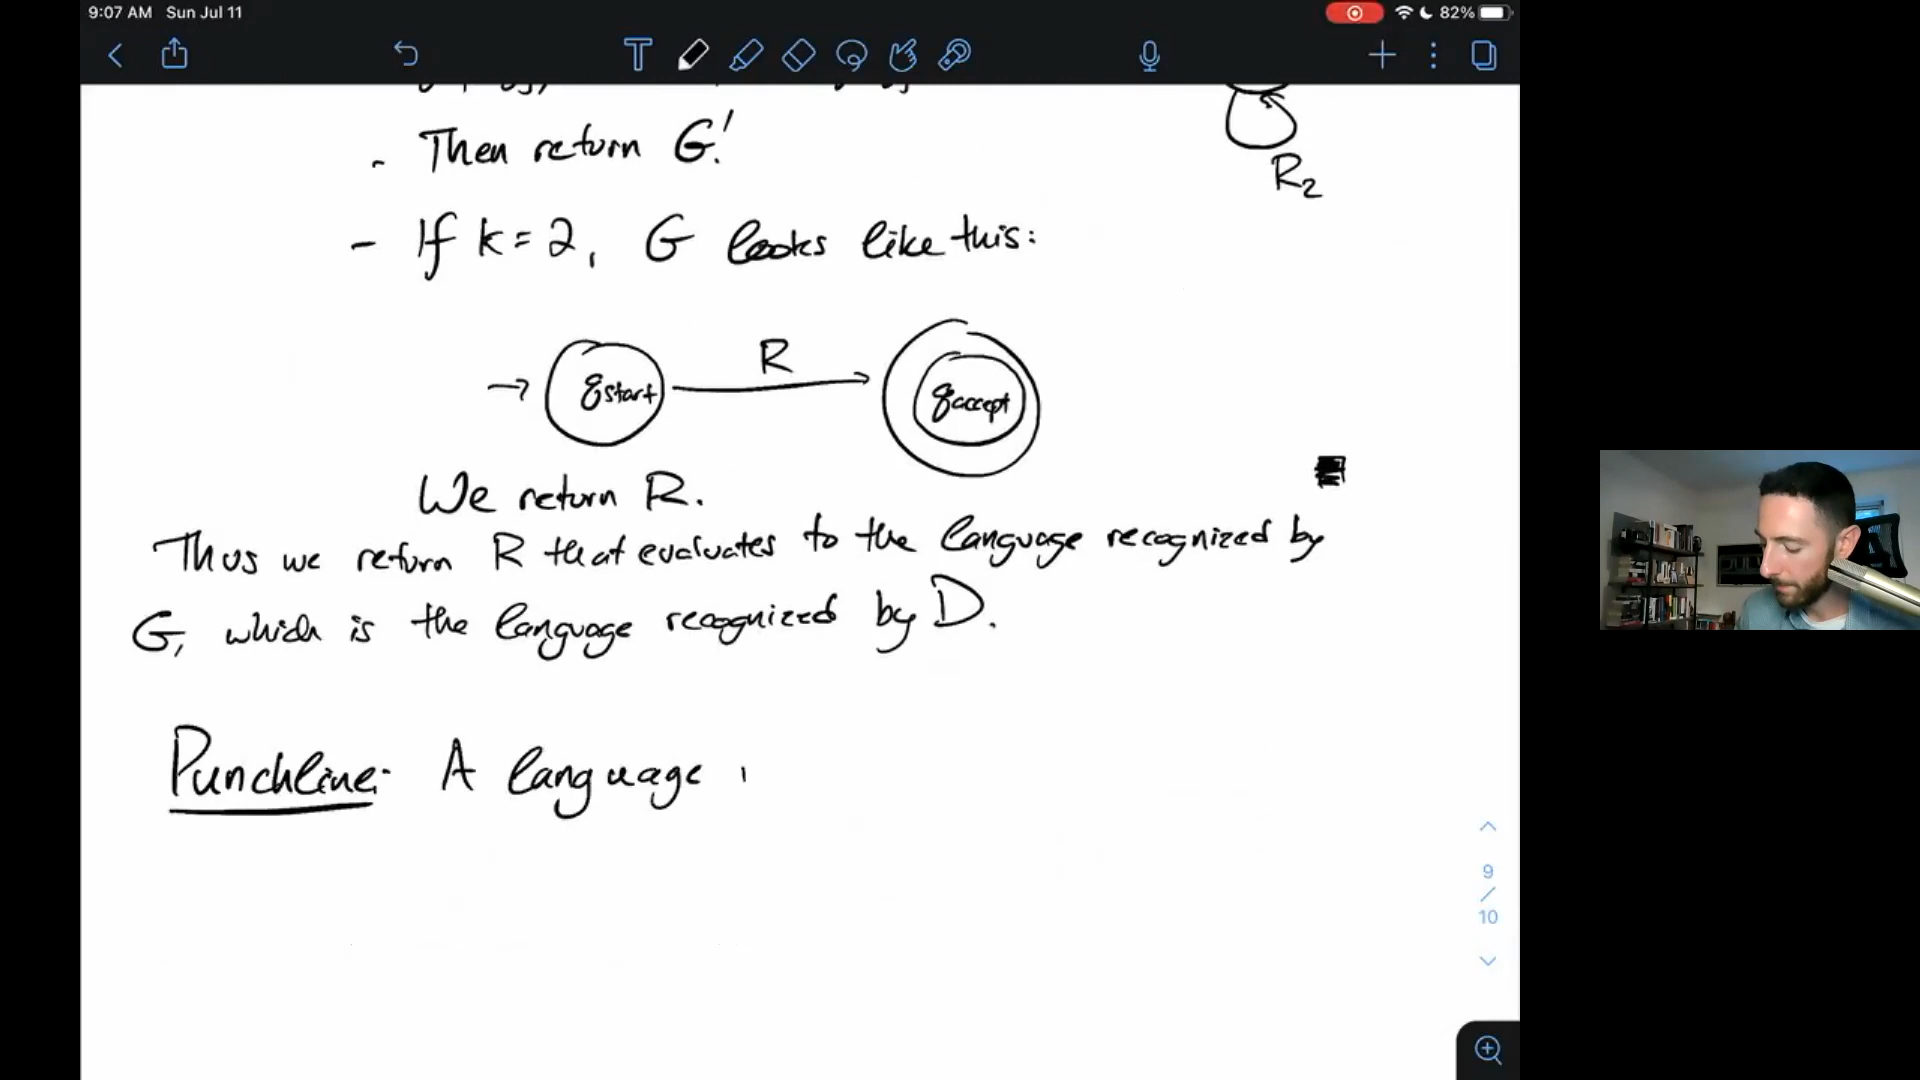 9:07 AM Sun Jul 11
82%
- Then return G'.
R₂
- If k=2, G looks like this:
R
→ qstart
qaccept
We return R.
Thus we return R that evaluates to the language recognized by
G, which is the language recognized by D.
Punchline: A language
9
/
10